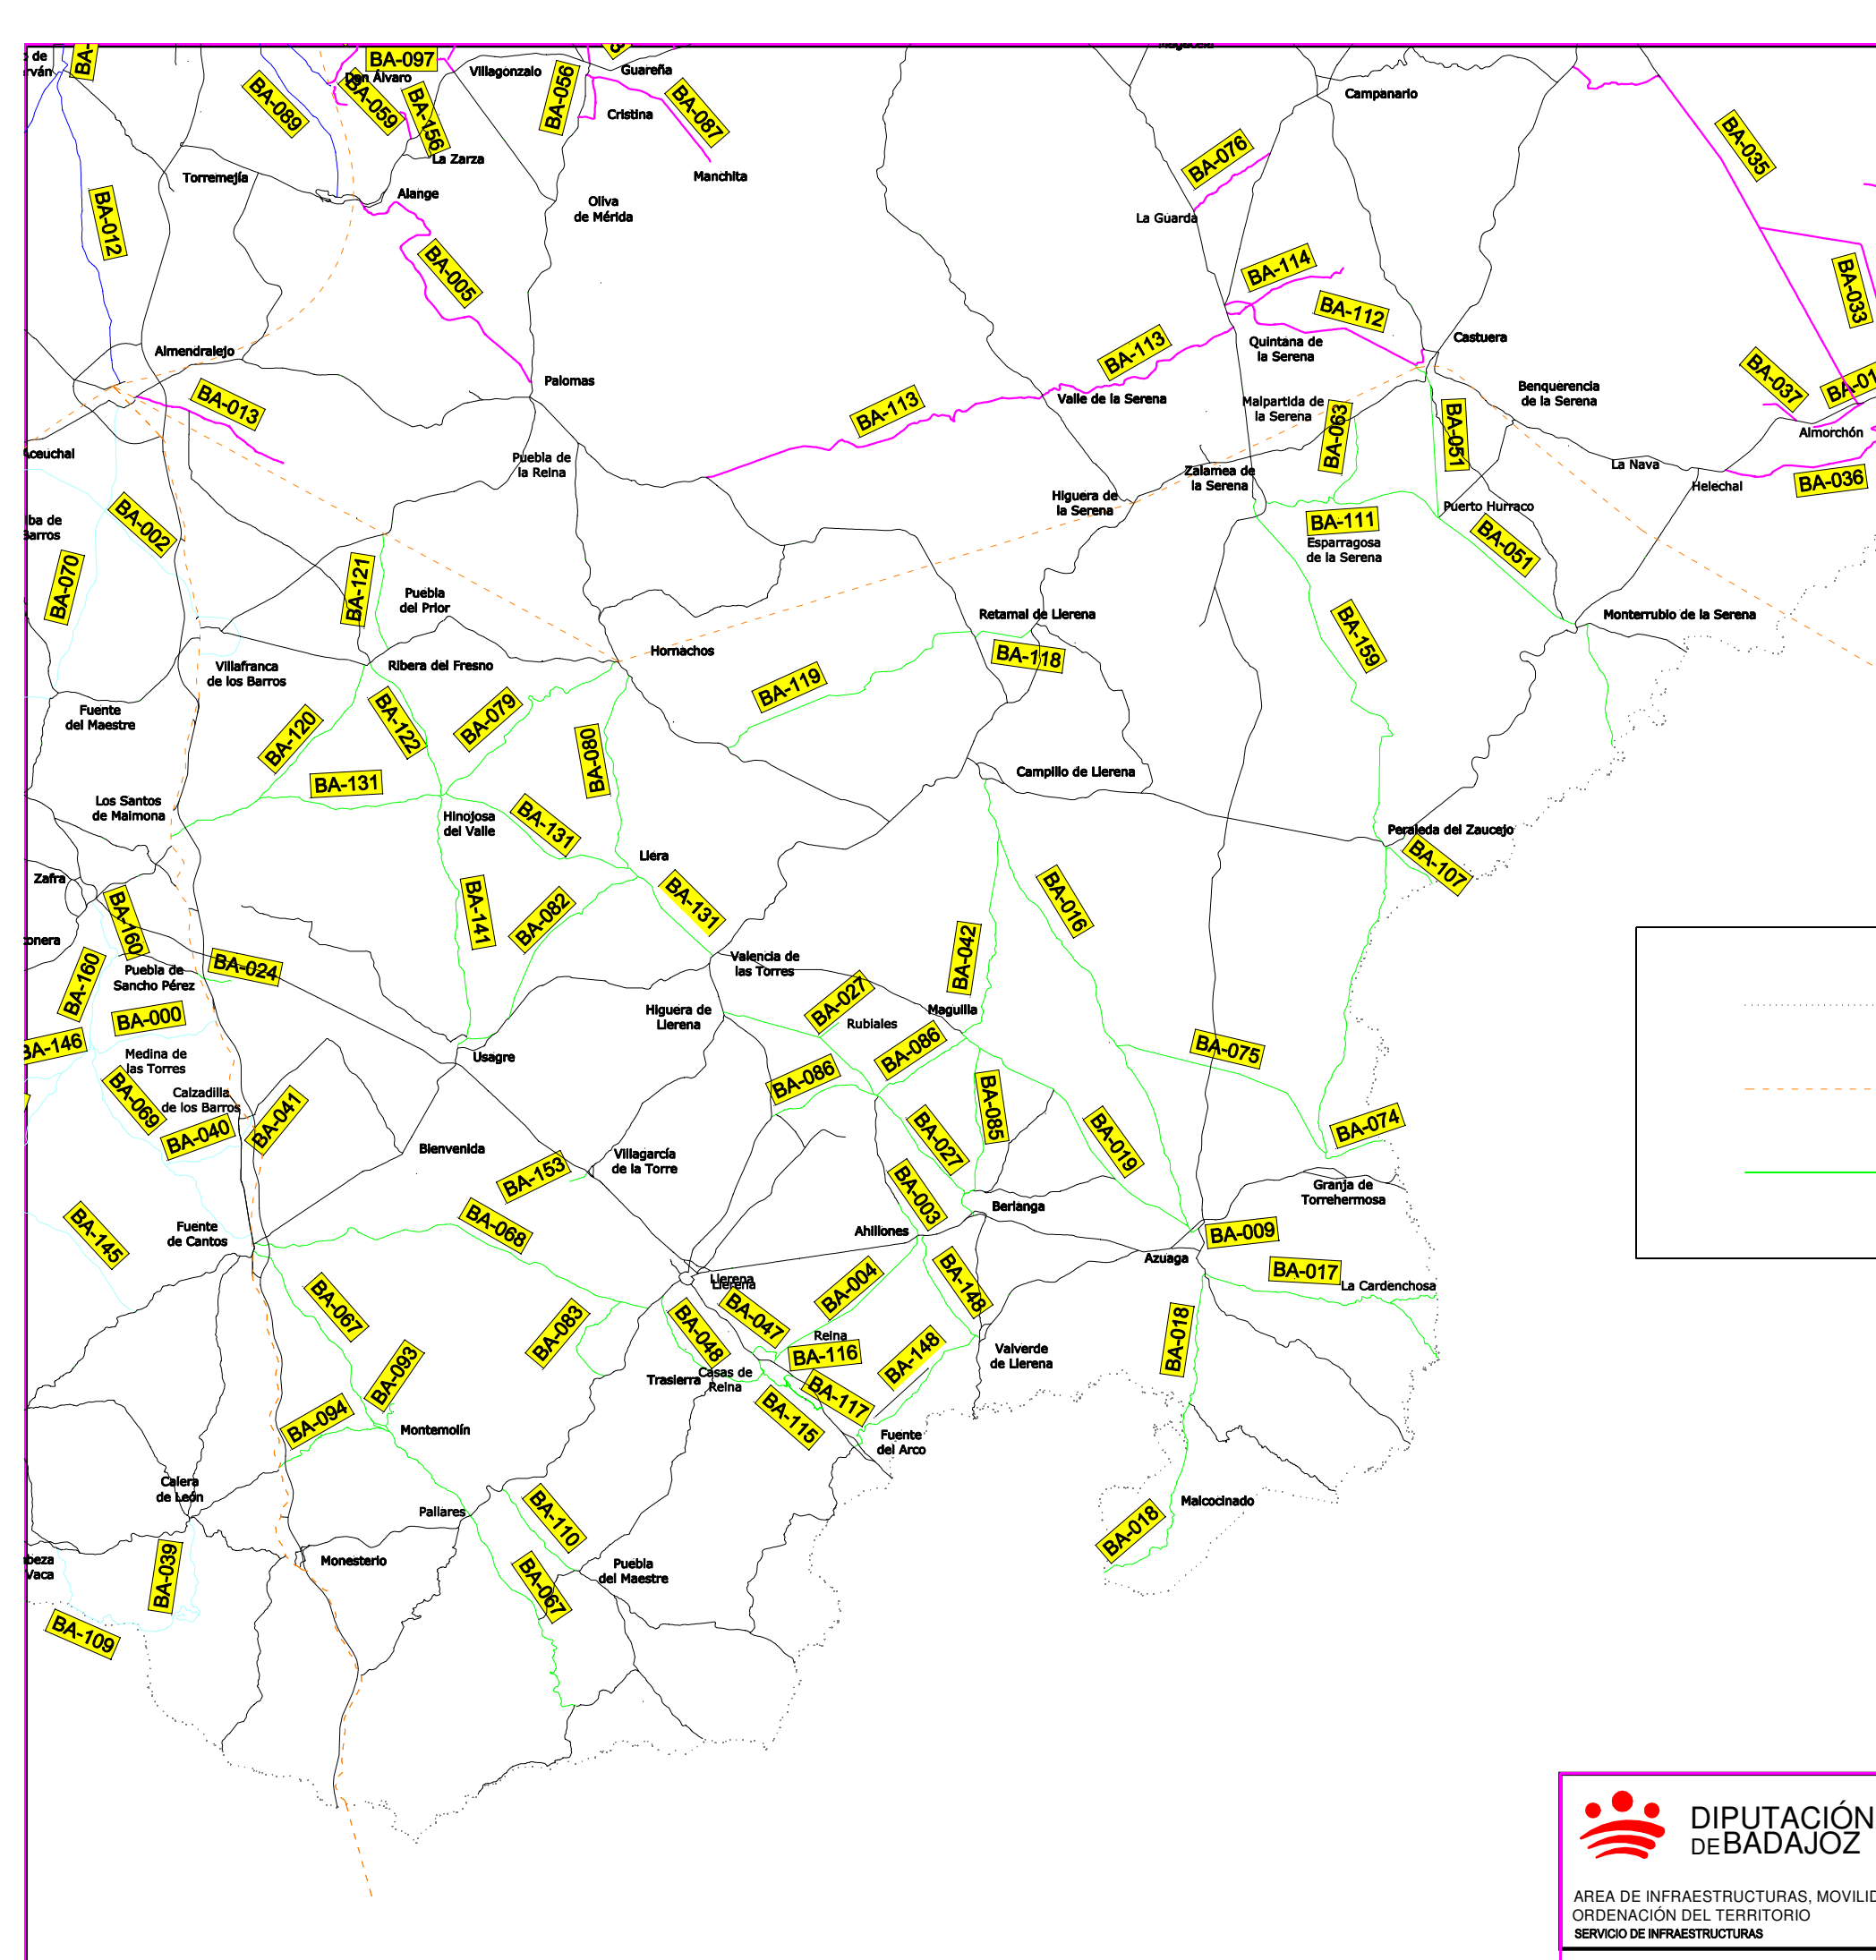 Magacela
de
rván
BA-
BA-097
Don Álvaro
Villagonzalo
Guareña
BA-089
BA-059
BA-156
BA-056
Cristina
BA-087
Campanario
BA-035
La Zarza
Manchita
BA-076
Torremejía
Alange
Oliva
de Mérida
La Guarda
BA-012
BA-005
BA-114
BA-112
BA-033
Almendralejo
Palomas
BA-113
Quintana de
la Serena
Castuera
BA-013
BA-113
Valle de la Serena
Malpartida de
la Serena
Benquerencia
de la Serena
BA-037
BA-01
BA-063
BA-051
Almorchón
Aceuchal
Puebla de
la Reina
Zalamea de
la Serena
La Nava
Helechal
BA-036
Higuera de
la Serena
Puerto Hurraco
BA-002
BA-111
BA-051
ba de
Barros
Esparragosa
de la Serena
BA-070
BA-121
Puebla
del Prior
Retamal de Llerena
BA-159
Monterrubio de la Serena
Hornachos
BA-118
Villafranca
de los Barros
Ribera del Fresno
BA-119
Fuente
del Maestre
BA-120
BA-122
BA-079
BA-080
BA-131
Campillo de Llerena
Los Santos
de Maimona
Hinojosa
del Valle
BA-131
Peraleda del Zaucejo
BA-107
Llera
Zafra
BA-160
BA-141
BA-082
BA-131
BA-016
onera
BA-024
BA-042
Puebla de
Sancho Pérez
Valencia de
las Torres
BA-160
BA-000
Higuera de
Llerena
BA-027
Rubiales
Maguilla
BA-146
BA-086
BA-075
Medina de
las Torres
Usagre
BA-069
Calzadilla
de los Barros
BA-041
BA-086
BA-085
BA-040
BA-027
BA-019
BA-074
Bienvenida
Villagarcía
de la Torre
BA-153
BA-003
Granja de
Torrehermosa
Berlanga
BA-145
Fuente
de Cantos
BA-068
Ahillones
BA-009
Azuaga
BA-017
La Cardenchosa
Llerena
Llerena
BA-004
BA-148
BA-067
BA-083
BA-048
BA-047
Reina
BA-116
BA-148
Valverde
de Llerena
BA-018
BA-093
Trasierra
Casas de
Reina
BA-117
BA-094
BA-115
Montemolín
Fuente
del Arco
Calera
de León
Pallares
BA-110
BA-018
Malcocinado
BA-039
Monesterio
BA-067
Puebla
del Maestre
beza
Vaca
BA-109
DIPUTACIÓN
DE BADAJOZ
AREA DE INFRAESTRUCTURAS, MOVILID
ORDENACIÓN DEL TERRITORIO
SERVICIO DE INFRAESTRUCTURAS